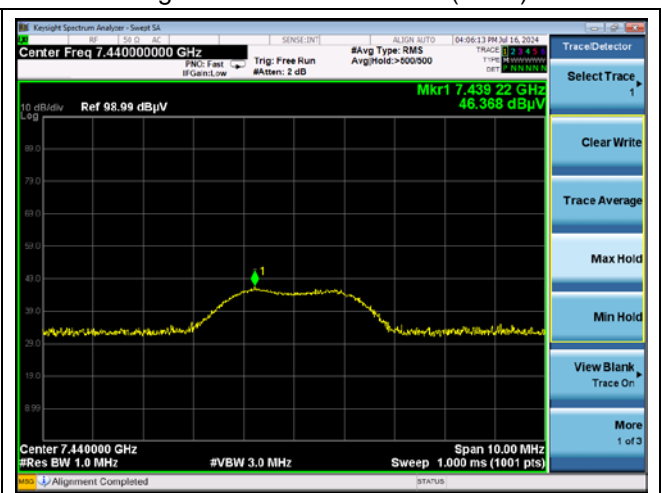 Keysight Spectrum Analyzer - Swept SA
RF 50 Ω AC SENSE:INT ALIGN AUTO 04:06:13 PM Jul 16, 2024
Center Freq 7.440000000 GHz
PNO: Fast
IFGain:Low
Trig: Free Run
#Atten: 2 dB
#Avg Type: RMS
Avg|Hold:>500/500
TRACE 1 2 3 4 5 6
TYPE M WWWWW
DET P N N N N N
Mkr1 7.439 22 GHz
46.368 dBµV
10 dB/div Ref 98.99 dBµV
Log
89.0
79.0
69.0
59.0
49.0
39.0
29.0
19.0
8.99
1
Center 7.440000 GHz Span 10.00 MHz
#Res BW 1.0 MHz #VBW 3.0 MHz Sweep 1.000 ms (1001 pts)
MSG Alignment Completed STATUS
Trace/Detector
Select Trace
1
Clear Write
Trace Average
Max Hold
Min Hold
View Blank
Trace On
More
1 of 3